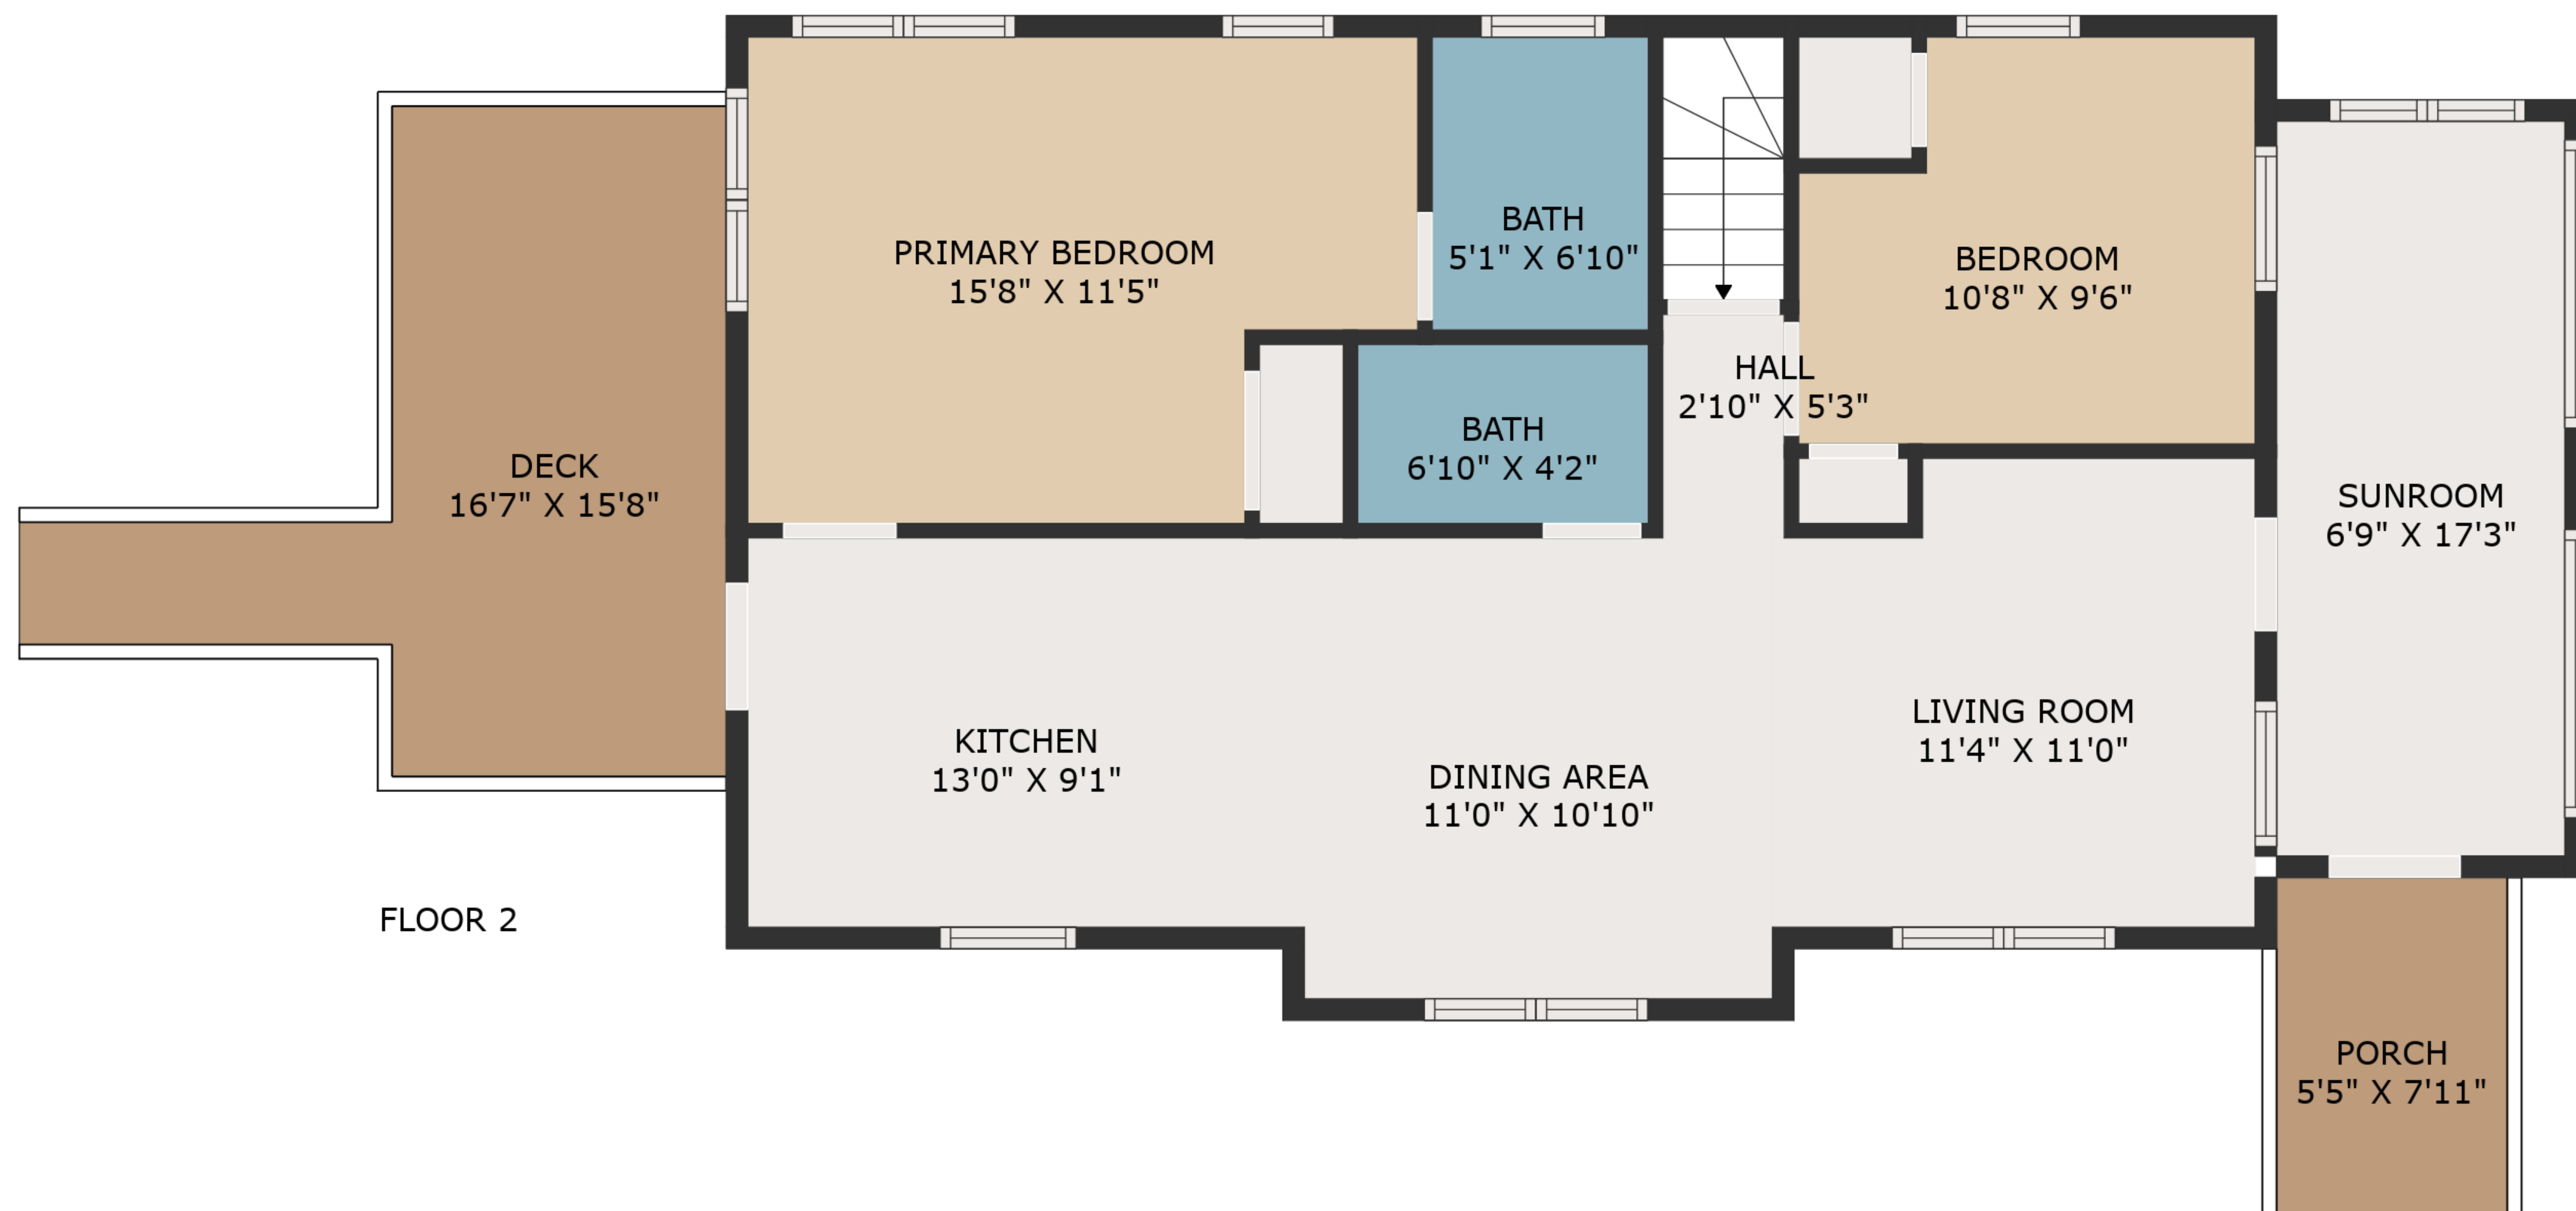 PRIMARY BEDROOM
15'8" X 11'5"
BATH
5'1" X 6'10"
BEDROOM
10'8" X 9'6"
HALL
2'10" X 5'3"
BATH
6'10" X 4'2"
DECK
16'7" X 15'8"
SUNROOM
6'9" X 17'3"
KITCHEN
13'0" X 9'1"
DINING AREA
11'0" X 10'10"
LIVING ROOM
11'4" X 11'0"
FLOOR 2
PORCH
5'5" X 7'11"